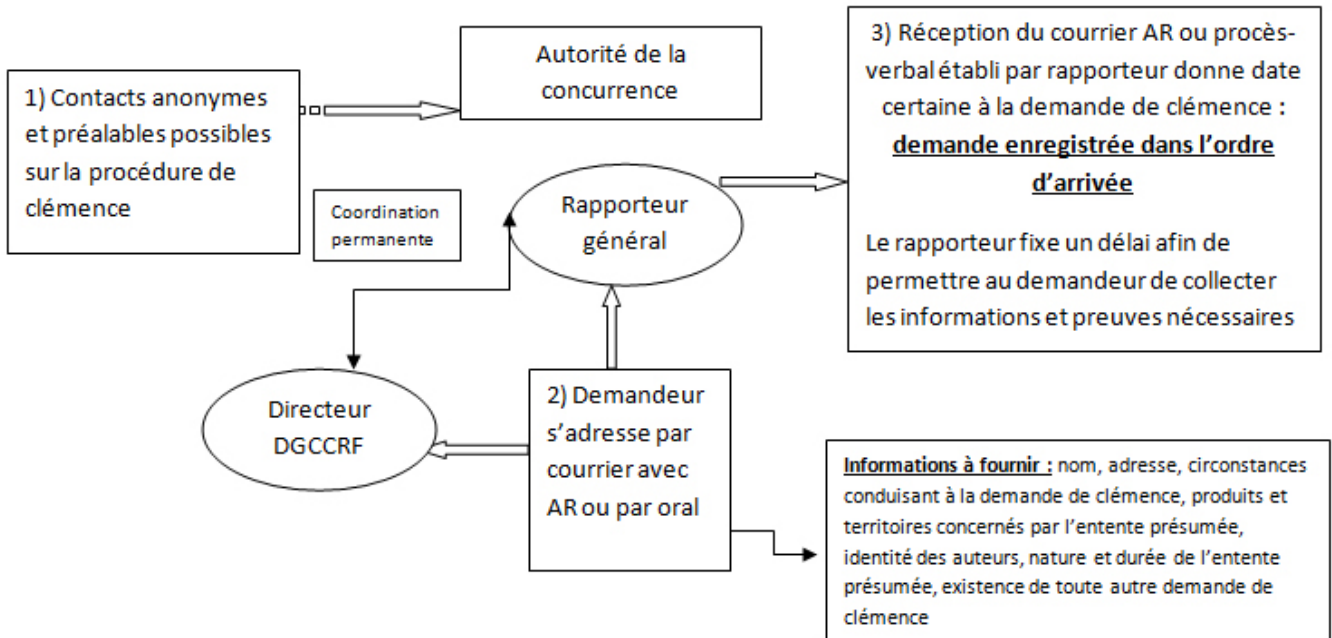 1) Contacts anonymes
et préalables possibles
sur la procédure de
clémence
Autorité de la
concurrence
Coordination
permanente
Rapporteur
général
Directeur
DGCCRF
2) Demandeur
s’adresse par
courrier avec
AR ou par oral
3) Réception du courrier AR ou procès-
verbal établi par rapporteur donne date
certaine à la demande de clémence :
demande enregistrée dans l’ordre
d’arrivée
Le rapporteur fixe un délai afin de
permettre au demandeur de collecter
les informations et preuves nécessaires
Informations à fournir : nom, adresse, circonstances
conduisant à la demande de clémence, produits et
territoires concernés par l’entente présumée,
identité des auteurs, nature et durée de l’entente
présumée, existence de toute autre demande de
clémence